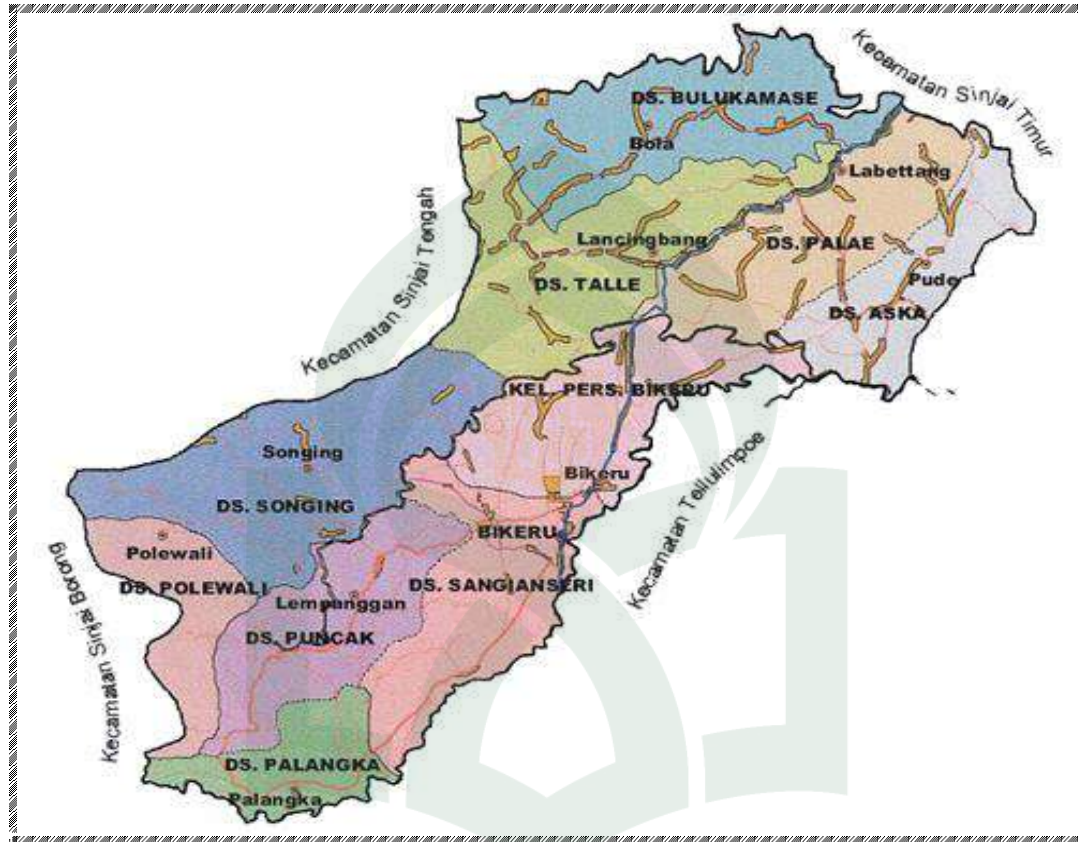 Kecamatan Sinjai Timur
DS. BULUKAMASE
Bola
Labettang
Kecamatan Sinjai Tengah
Lancingbang
DS. PALAE
DS. TALLE
Pude
DS. ASKA
KEL. PERS. BIKERU
Songing
Bikeru
DS. SONGING
Kecamatan Tellulimpoe
BIKERU
Polewali
DS. POLEWALI
DS. SANGIANSERI
Lempanggan
DS. PUNCAK
Kecamatan Sinjai Borong
DS. PALANGKA
Palangka